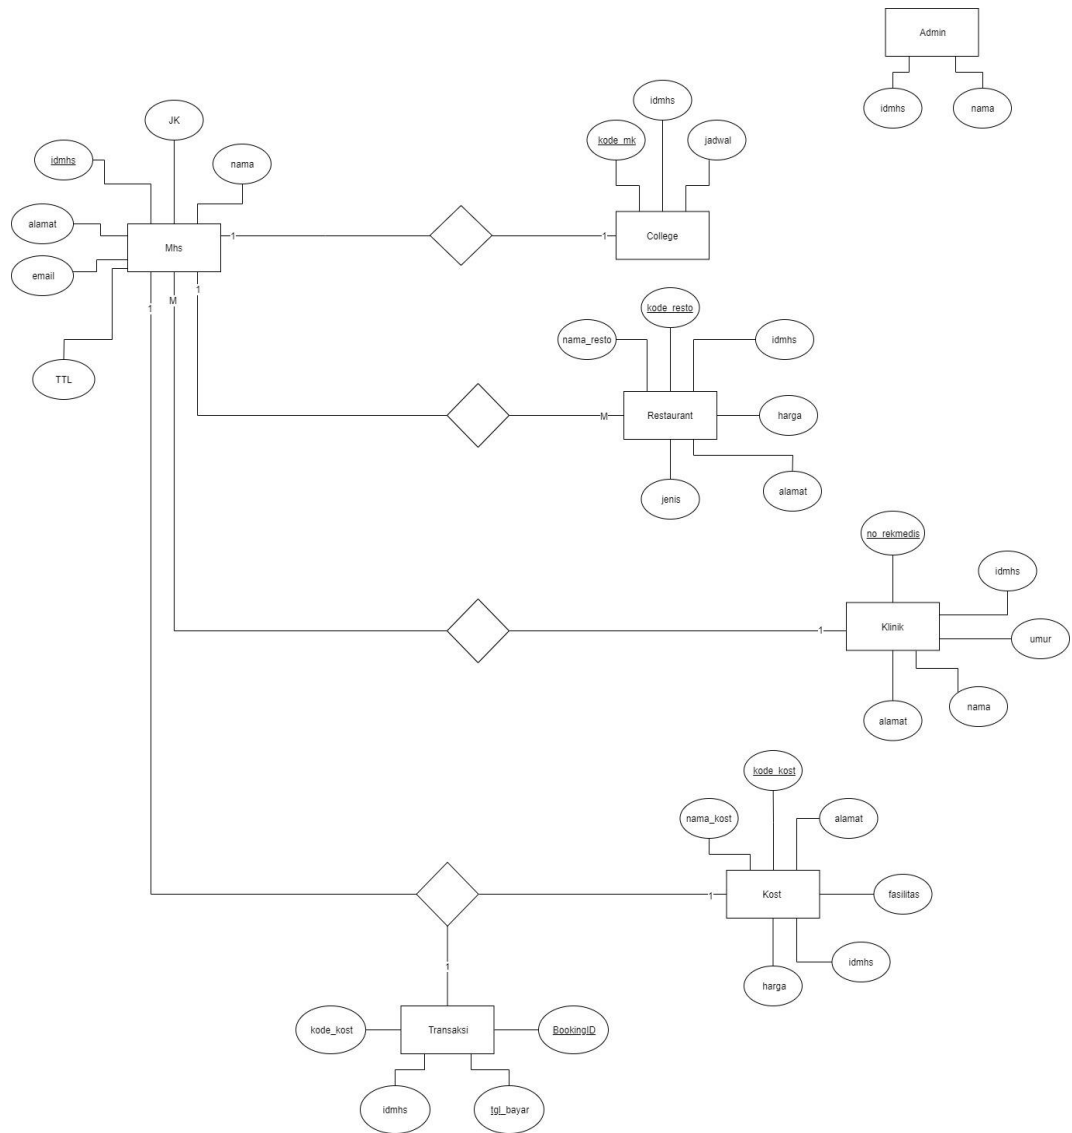 Admin
idmhs
nama
JK
idmhs
nama
alamat
email
TTL
Mhs
1
1
M
1
idmhs
kode_mk
jadwal
1
College
kode_resto
nama_resto
idmhs
M
Restaurant
harga
jenis
alamat
no_rekmedis
idmhs
1
Klinik
umur
alamat
nama
kode_kost
nama_kost
alamat
1
Kost
fasilitas
harga
idmhs
1
kode_kost
Transaksi
BookingID
idmhs
tgl_bayar